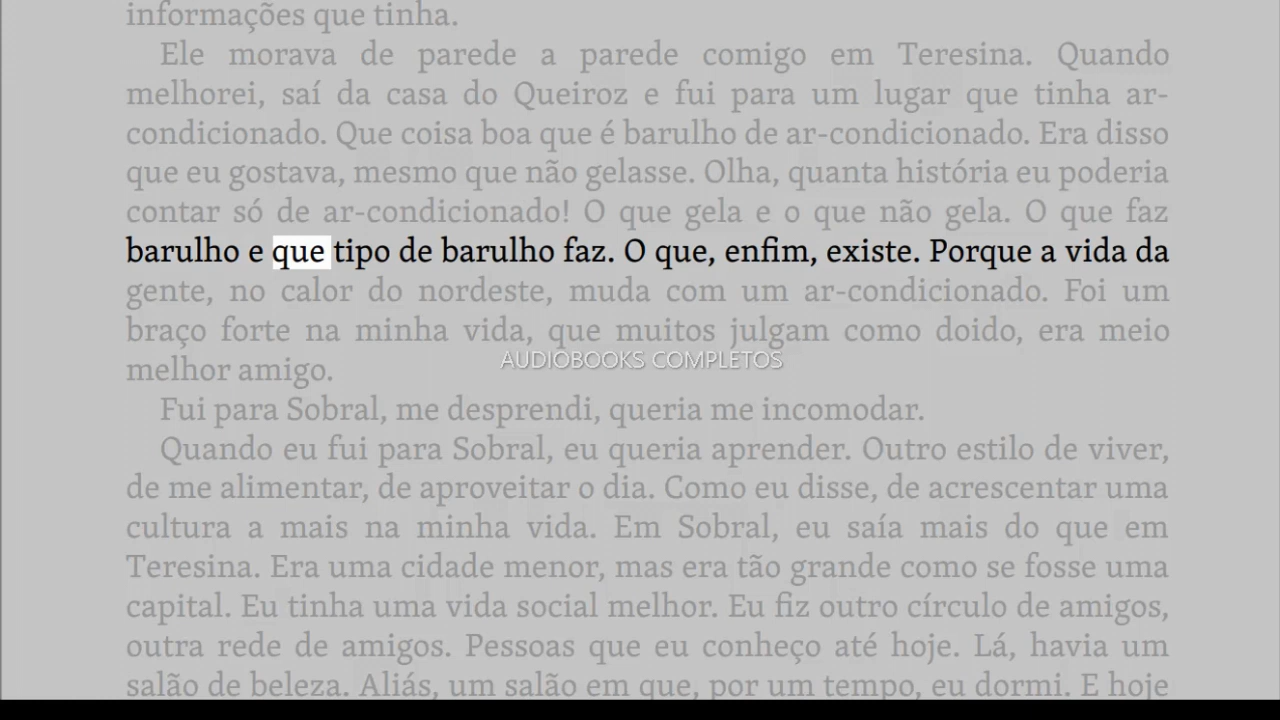 informações que tinha.
Ele morava de parede a parede comigo em Teresina. Quando
melhorei, saí da casa do Queiroz e fui para um lugar que tinha ar-
condicionado. Que coisa boa que é barulho de ar-condicionado. Era disso
que eu gostava, mesmo que não gelasse. Olha, quanta história eu poderia
contar só de ar-condicionado! O que gela e o que não gela. O que faz
barulho e que tipo de barulho faz. O que, enfim, existe. Porque a vida da
gente, no calor do nordeste, muda com um ar-condicionado. Foi um
braço forte na minha vida, que muitos julgam como doido, era meio
AUDIOBOOKS COMPLETOS
melhor amigo.
Fui para Sobral, me desprendi, queria me incomodar.
Quando eu fui para Sobral, eu queria aprender. Outro estilo de viver,
de me alimentar, de aproveitar o dia. Como eu disse, de acrescentar uma
cultura a mais na minha vida. Em Sobral, eu saía mais do que em
Teresina. Era uma cidade menor, mas era tão grande como se fosse uma
capital. Eu tinha uma vida social melhor. Eu fiz outro círculo de amigos,
outra rede de amigos. Pessoas que eu conheço até hoje. Lá, havia um
salão de beleza. Aliás, um salão em que, por um tempo, eu dormi. E hoje